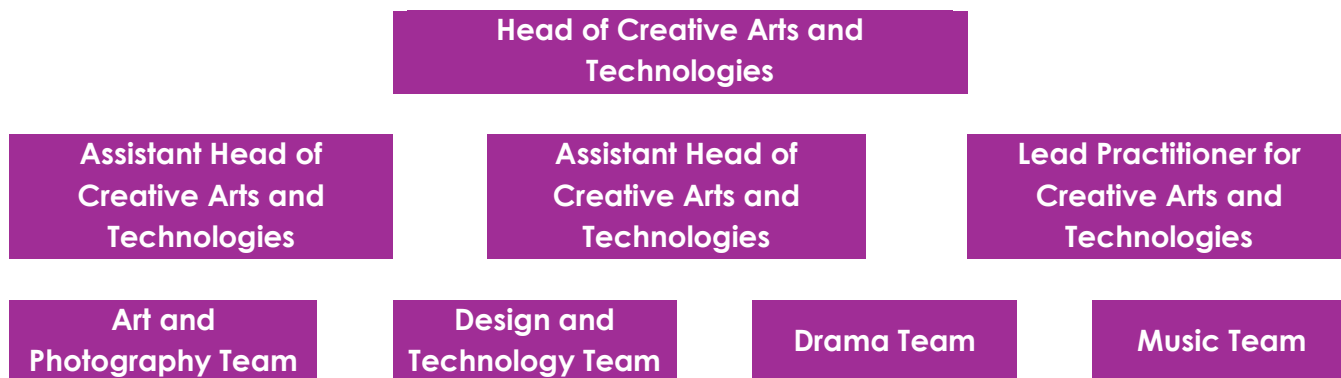 Head of Creative Arts and
Technologies
Assistant Head of
Creative Arts and
Technologies
Assistant Head of
Creative Arts and
Technologies
Lead Practitioner for
Creative Arts and
Technologies
Art and
Photography Team
Design and
Technology Team
Drama Team
Music Team